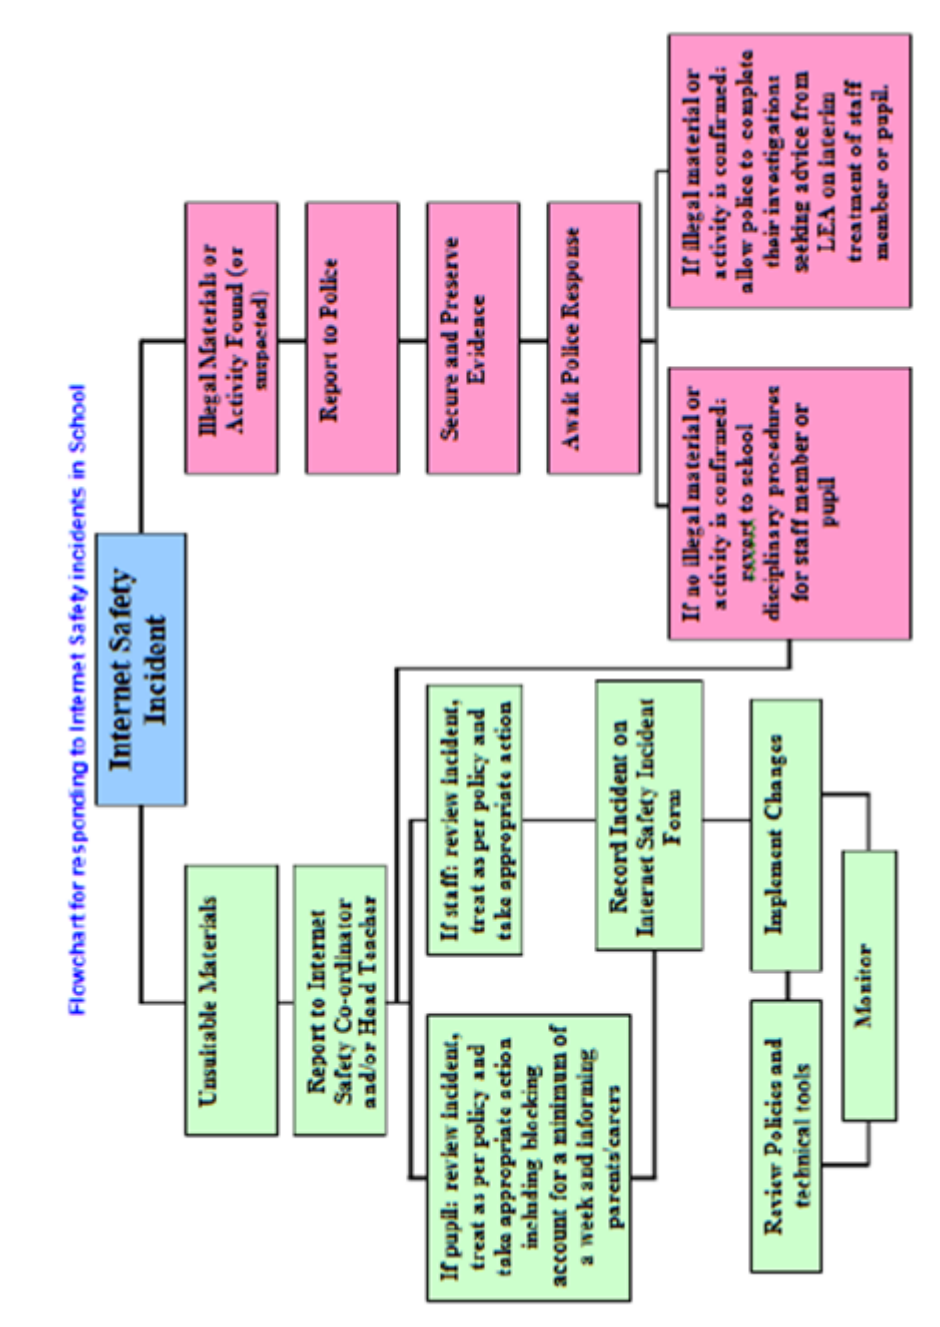 Flowchart for responding to Internet Safety incidents in School
Internet Safety
Incident
Unsuitable Materials
Report to Internet
Safety Co-ordinator
and/or Head Teacher
If pupil: review incident,
treat as per policy and
take appropriate action
including blocking
account for a minimum of
a week and informing
parents/carers
If staff: review incident,
treat as per policy and
take appropriate action
Record Incident on
Internet Safety Incident
Form
Review Policies and
technical tools
Implement Changes
Monitor
Illegal Materials or
Activity Found (or
suspected)
Report to Police
Secure and Preserve
Evidence
Await Police Response
If no illegal material or
activity is confirmed:
revert to school
disciplinary procedures
for staff member or
pupil
If illegal material or
activity is confirmed:
allow police to complete
their investigations
seeking advice from
LEA on interim
treatment of staff
member or pupil.